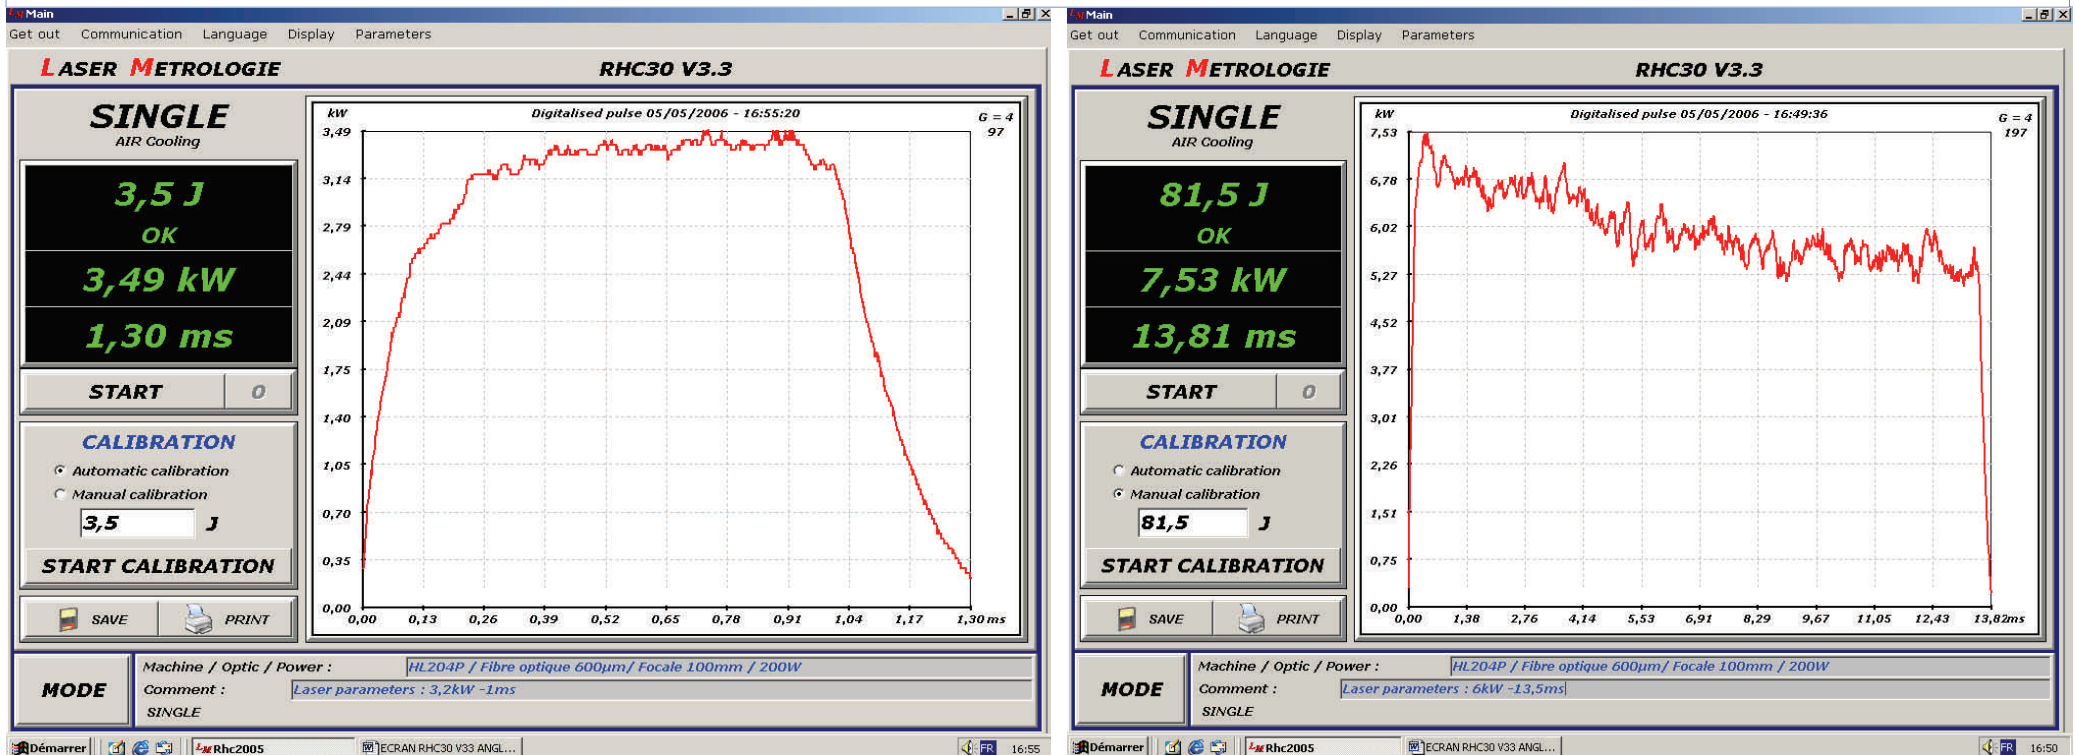 LM Main
Get out Communication Language Display Parameters
LASER METROLOGIE RHC30 V3.3
SINGLE
AIR Cooling
3,5 J
OK
3,49 kW
1,30 ms
START 0
CALIBRATION
Automatic calibration
Manual calibration
3,5 J
START CALIBRATION
SAVE PRINT
kW Digitalised pulse 05/05/2006 - 16:55:20 G = 4
97
3,49
3,14
2,79
2,44
2,09
1,75
1,40
1,05
0,70
0,35
0,00
0,00 0,13 0,26 0,39 0,52 0,65 0,78 0,91 1,04 1,17 1,30 ms
MODE
Machine / Optic / Power : HL204P / Fibre optique 600µm/ Focale 100mm / 200W
Comment : Laser parameters : 3,2kW -1ms
SINGLE
Démarrer LM Rhc2005 ECRAN RHC30 V33 ANGL... FR 16:55
LM Main
Get out Communication Language Display Parameters
LASER METROLOGIE RHC30 V3.3
SINGLE
AIR Cooling
81,5 J
OK
7,53 kW
13,81 ms
START 0
CALIBRATION
Automatic calibration
Manual calibration
81,5 J
START CALIBRATION
SAVE PRINT
kW Digitalised pulse 05/05/2006 - 16:49:36 G = 4
197
7,53
6,78
6,02
5,27
4,52
3,77
3,01
2,26
1,51
0,75
0,00
0,00 1,38 2,76 4,14 5,53 6,91 8,29 9,67 11,05 12,43 13,82ms
MODE
Machine / Optic / Power : HL204P / Fibre optique 600µm/ Focale 100mm / 200W
Comment : Laser parameters : 6kW -13,5ms
SINGLE
Démarrer LM Rhc2005 ECRAN RHC30 V33 ANGL... FR 16:50